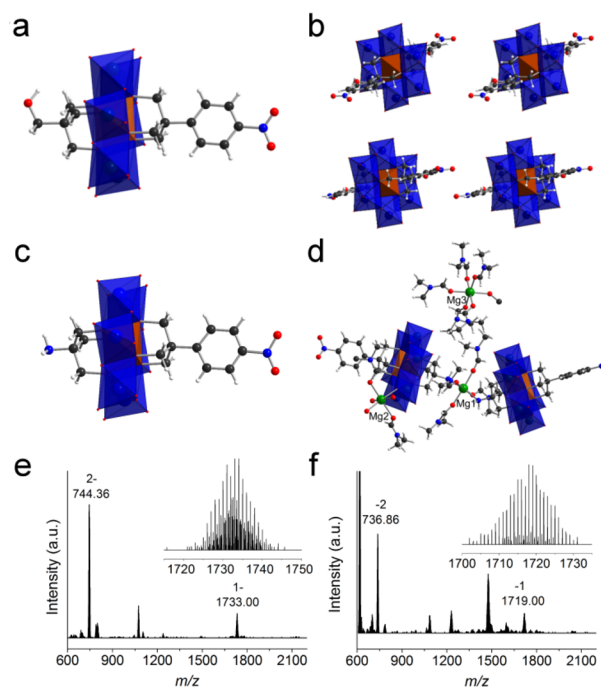 a
b
c
d
Mg3
Mg1
Mg2
e
2-
744.36
1720 1730 1740 1750
1-
1733.00
Intensity (a.u.)
600 900 1200 1500 1800 2100
m/z
f
-2
736.86
1700 1710 1720 1730
-1
1719.00
Intensity (a.u.)
600 900 1200 1500 1800 2100
m/z